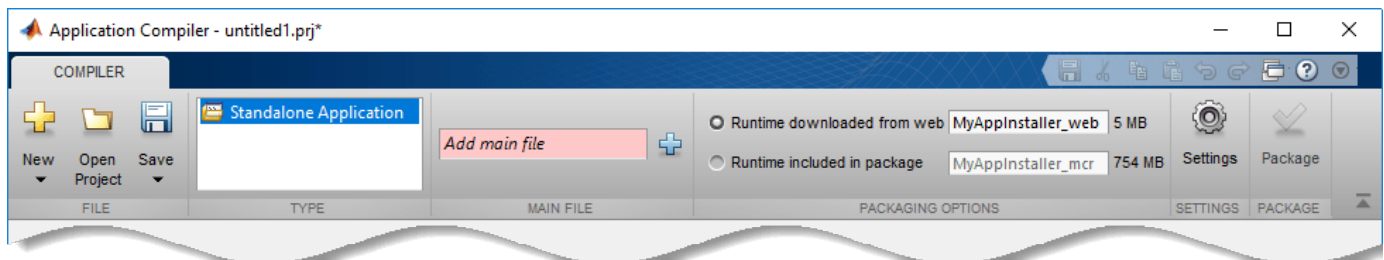 Application Compiler - untitled1.prj*
COMPILER
New
Open Project
Save
FILE
Standalone Application
TYPE
Add main file
MAIN FILE
Runtime downloaded from web MyAppInstaller_web 5 MB
Runtime included in package MyAppInstaller_mcr 754 MB
PACKAGING OPTIONS
Settings
SETTINGS
Package
PACKAGE